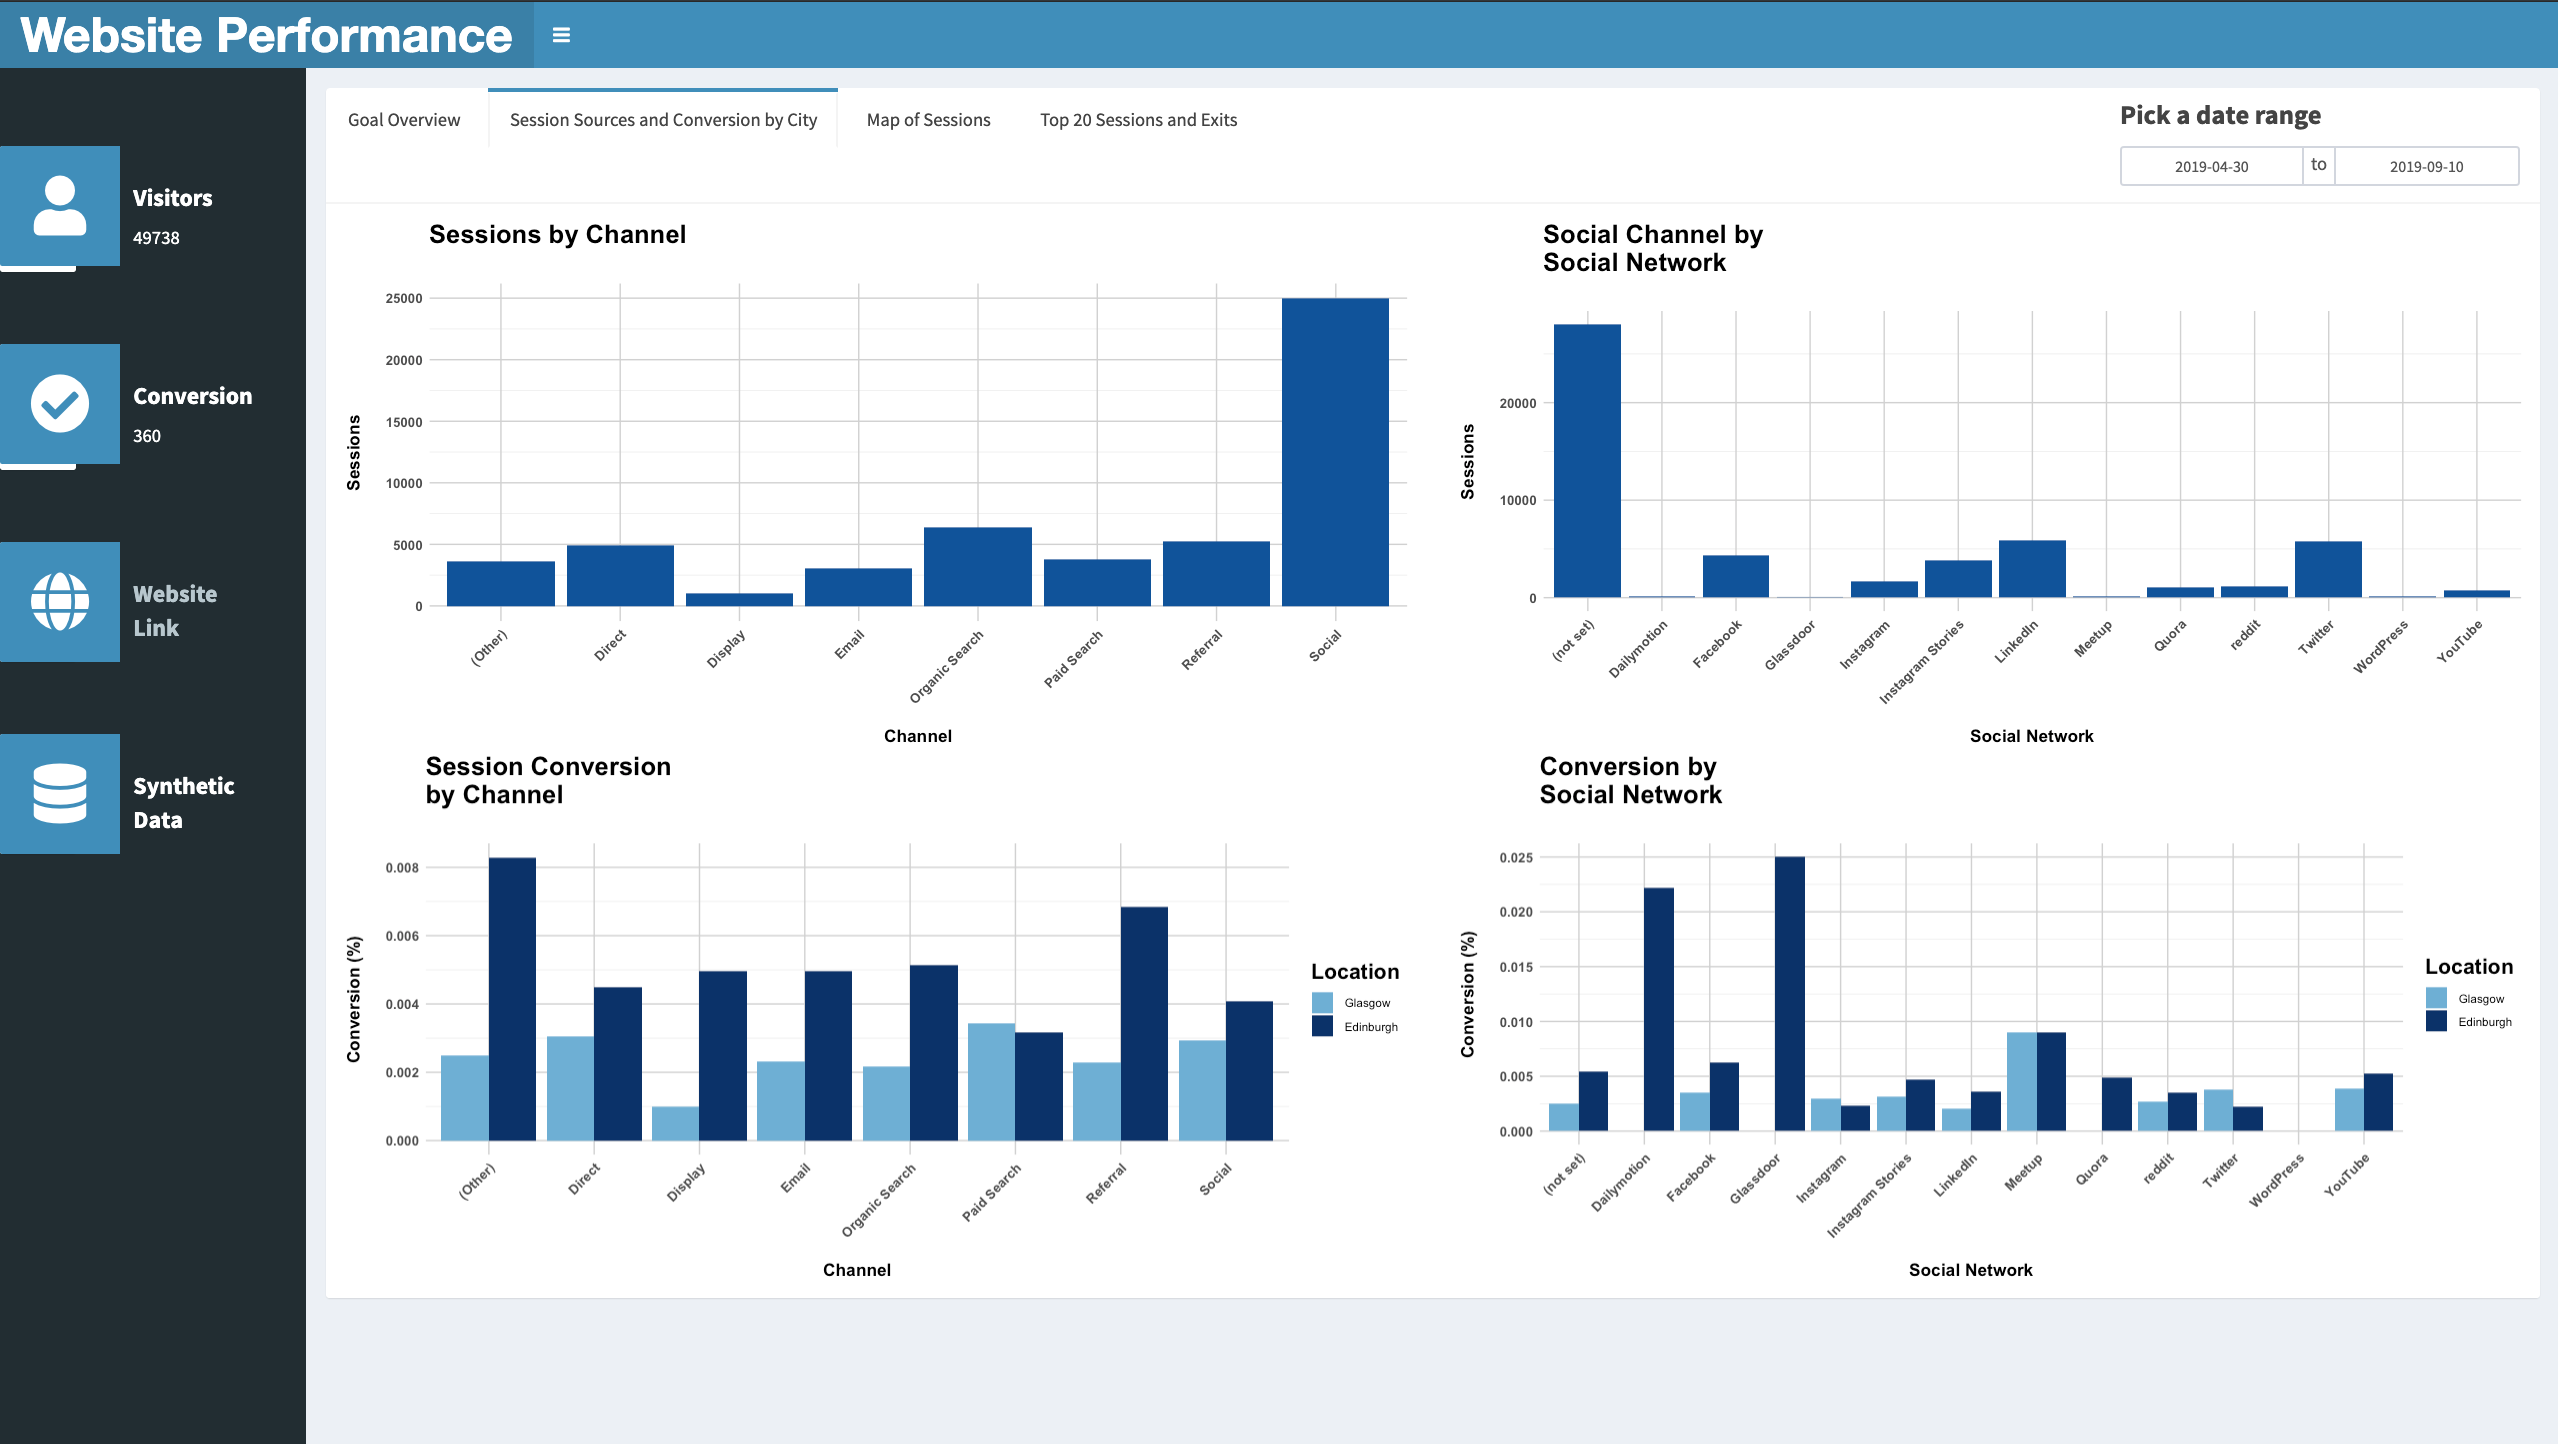 Website Performance
Visitors
49738
Conversion
360
Website
Link
Synthetic
Data
Goal Overview
Session Sources and Conversion by City
Map of Sessions
Top 20 Sessions and Exits
Pick a date range
2019-04-30 to 2019-09-10
Sessions by Channel
Sessions
25000
20000
15000
10000
5000
0
(Other)
Direct
Display
Email
Organic Search
Paid Search
Referral
Social
Channel
Social Channel by
Social Network
Sessions
20000
10000
0
(not set)
Dailymotion
Facebook
Glassdoor
Instagram
Instagram Stories
LinkedIn
Meetup
Quora
reddit
Twitter
WordPress
YouTube
Social Network
Session Conversion
by Channel
Conversion (%)
0.008
0.006
0.004
0.002
0.000
(Other)
Direct
Display
Email
Organic Search
Paid Search
Referral
Social
Channel
Location
Glasgow
Edinburgh
Conversion by
Social Network
Conversion (%)
0.025
0.020
0.015
0.010
0.005
0.000
(not set)
Dailymotion
Facebook
Glassdoor
Instagram
Instagram Stories
LinkedIn
Meetup
Quora
reddit
Twitter
WordPress
YouTube
Social Network
Location
Glasgow
Edinburgh